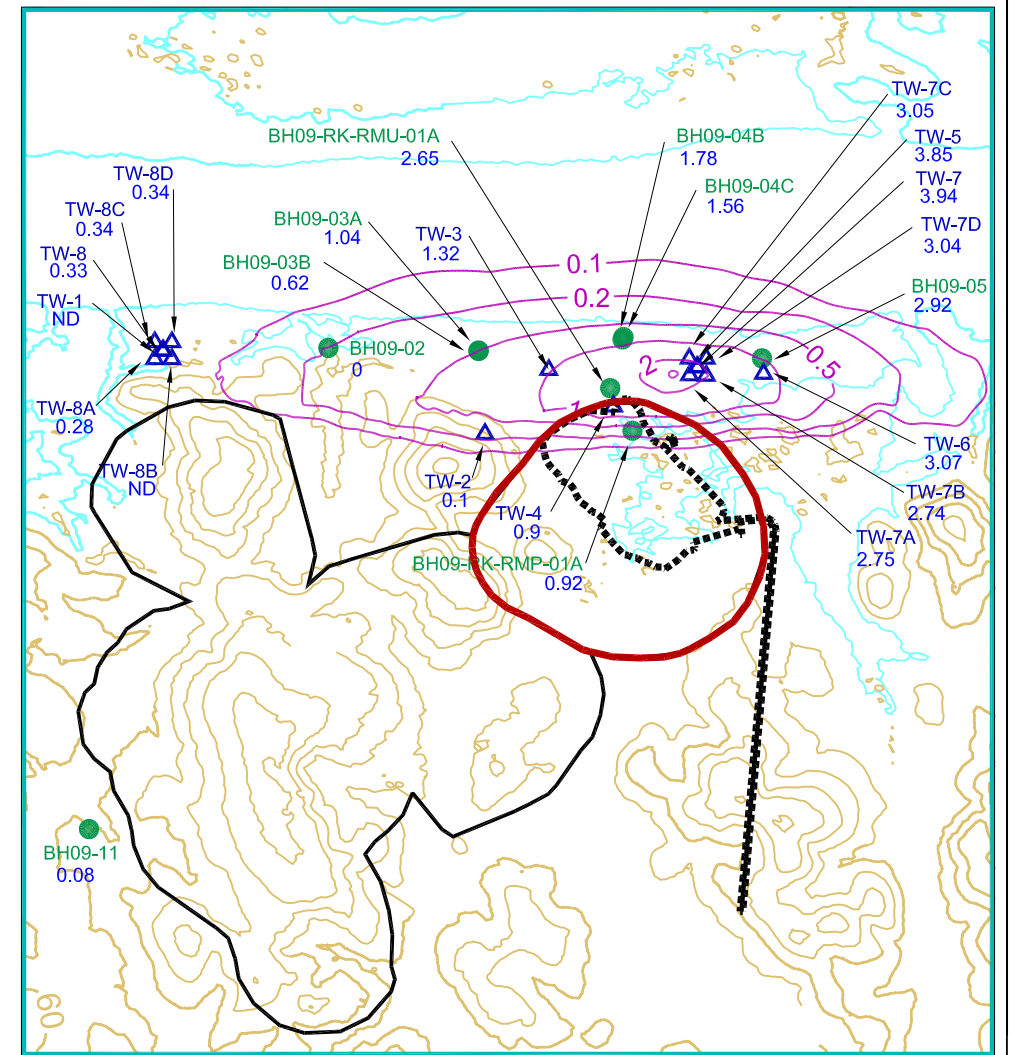 TW-7C
3.05
TW-5
3.85
BH09-RK-RMU-01A
2.65
BH09-04B
1.78
TW-8D
0.34
TW-7
3.94
BH09-04C
1.56
TW-8C
0.34
BH09-03A
1.04
TW-3
1.32
TW-7D
3.04
TW-8
0.33
BH09-03B
0.62
0.1
0.2
BH09-05
2.92
TW-1
ND
BH09-02
0
0.5
2
1
TW-8A
0.28
TW-8B
ND
TW-2
0.1
TW-6
3.07
TW-4
0.9
TW-7B
2.74
TW-7A
2.75
BH09-RK-RMP-01A
0.92
BH09-11
0.08
60